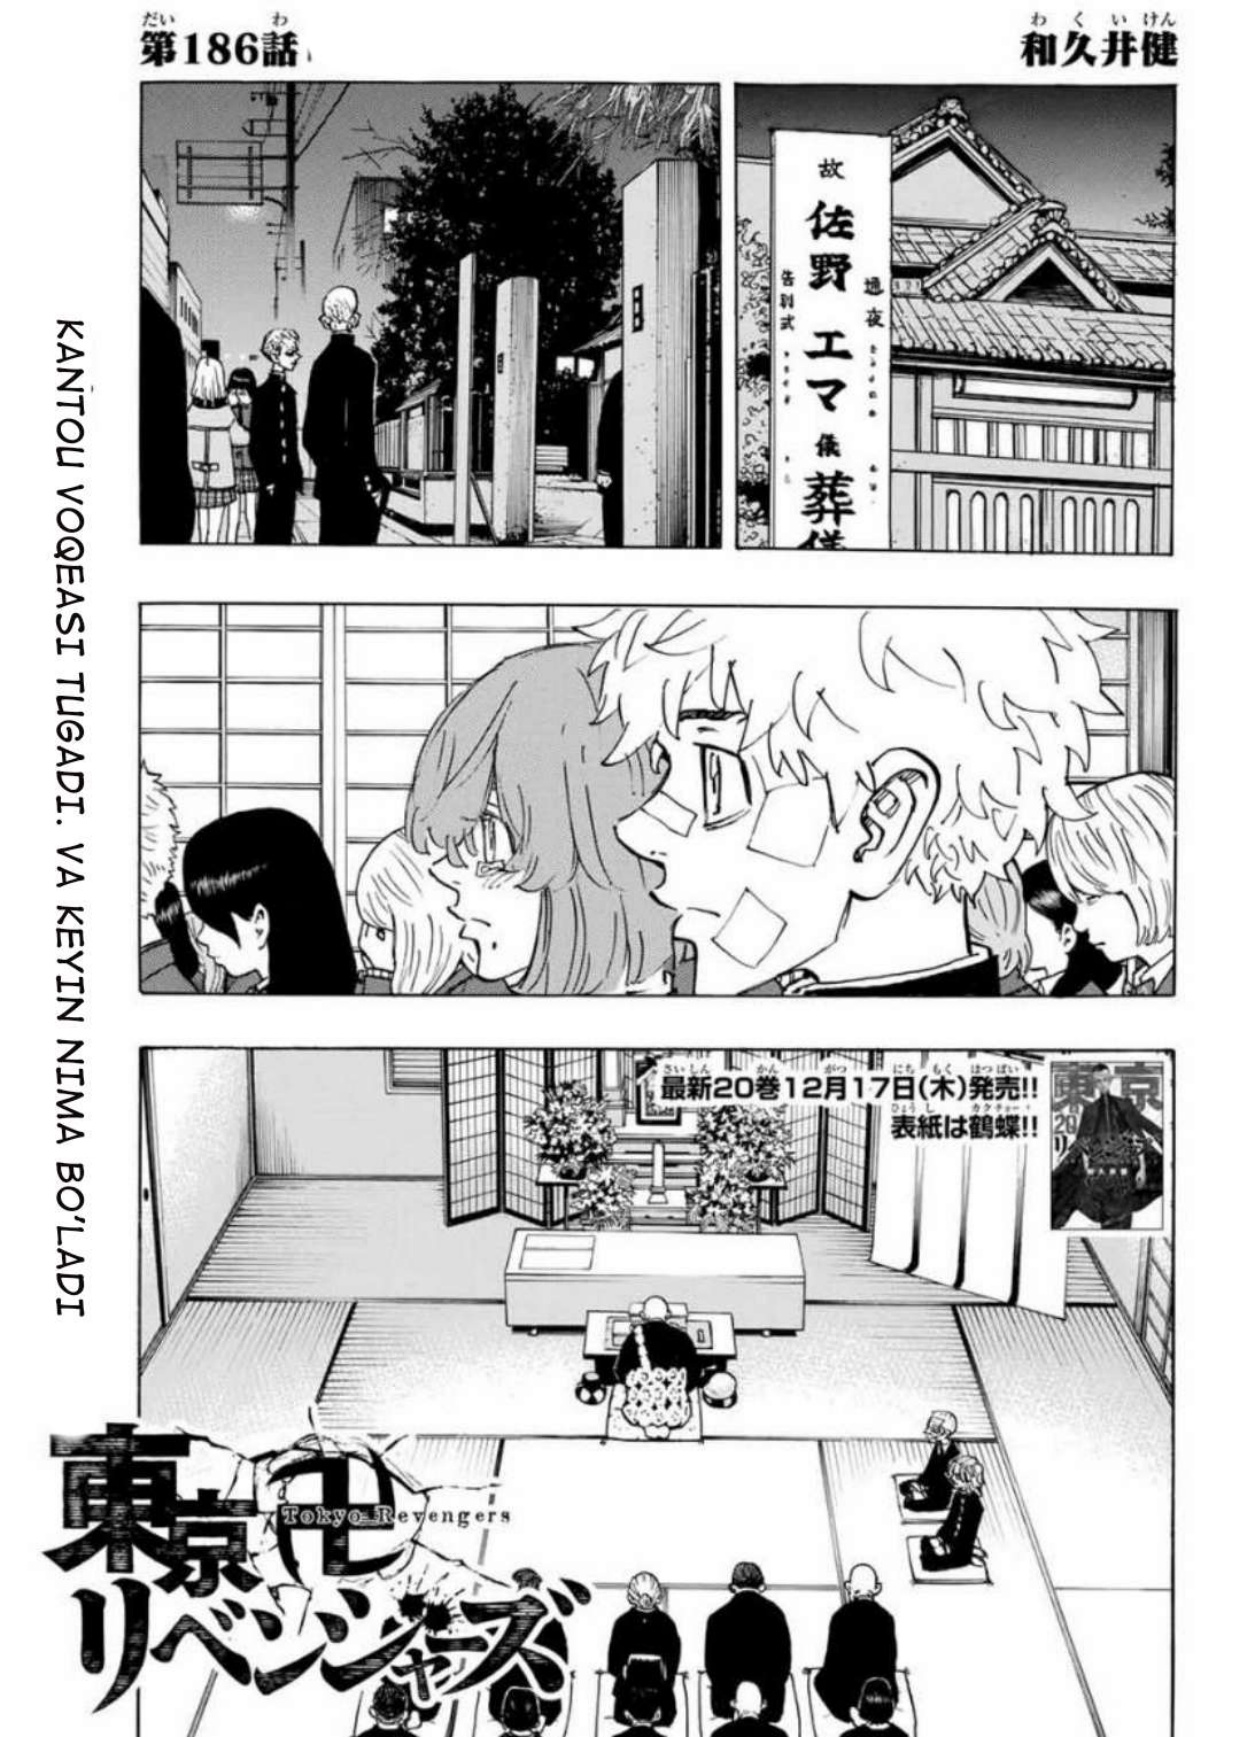 第186話
和久井健
故
佐野エマ儀
葬儀
通夜
告別式
KANTOU VOQEASI TUGADI. VA KEYIN NIMA BO'LADI
最新20巻12月17日(木)発売!!
表紙は鶴蝶!!
東京卍
Tokyo Revengers
リベンジャーズ